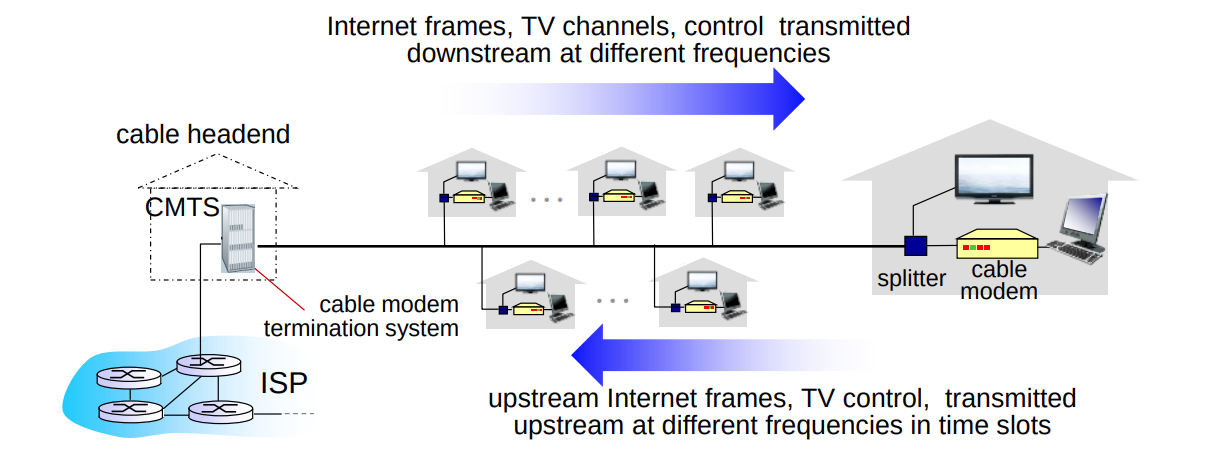 Internet frames, TV channels, control transmitted
downstream at different frequencies
cable headend
CMTS
cable modem
termination system
splitter
cable
modem
ISP
upstream Internet frames, TV control, transmitted
upstream at different frequencies in time slots